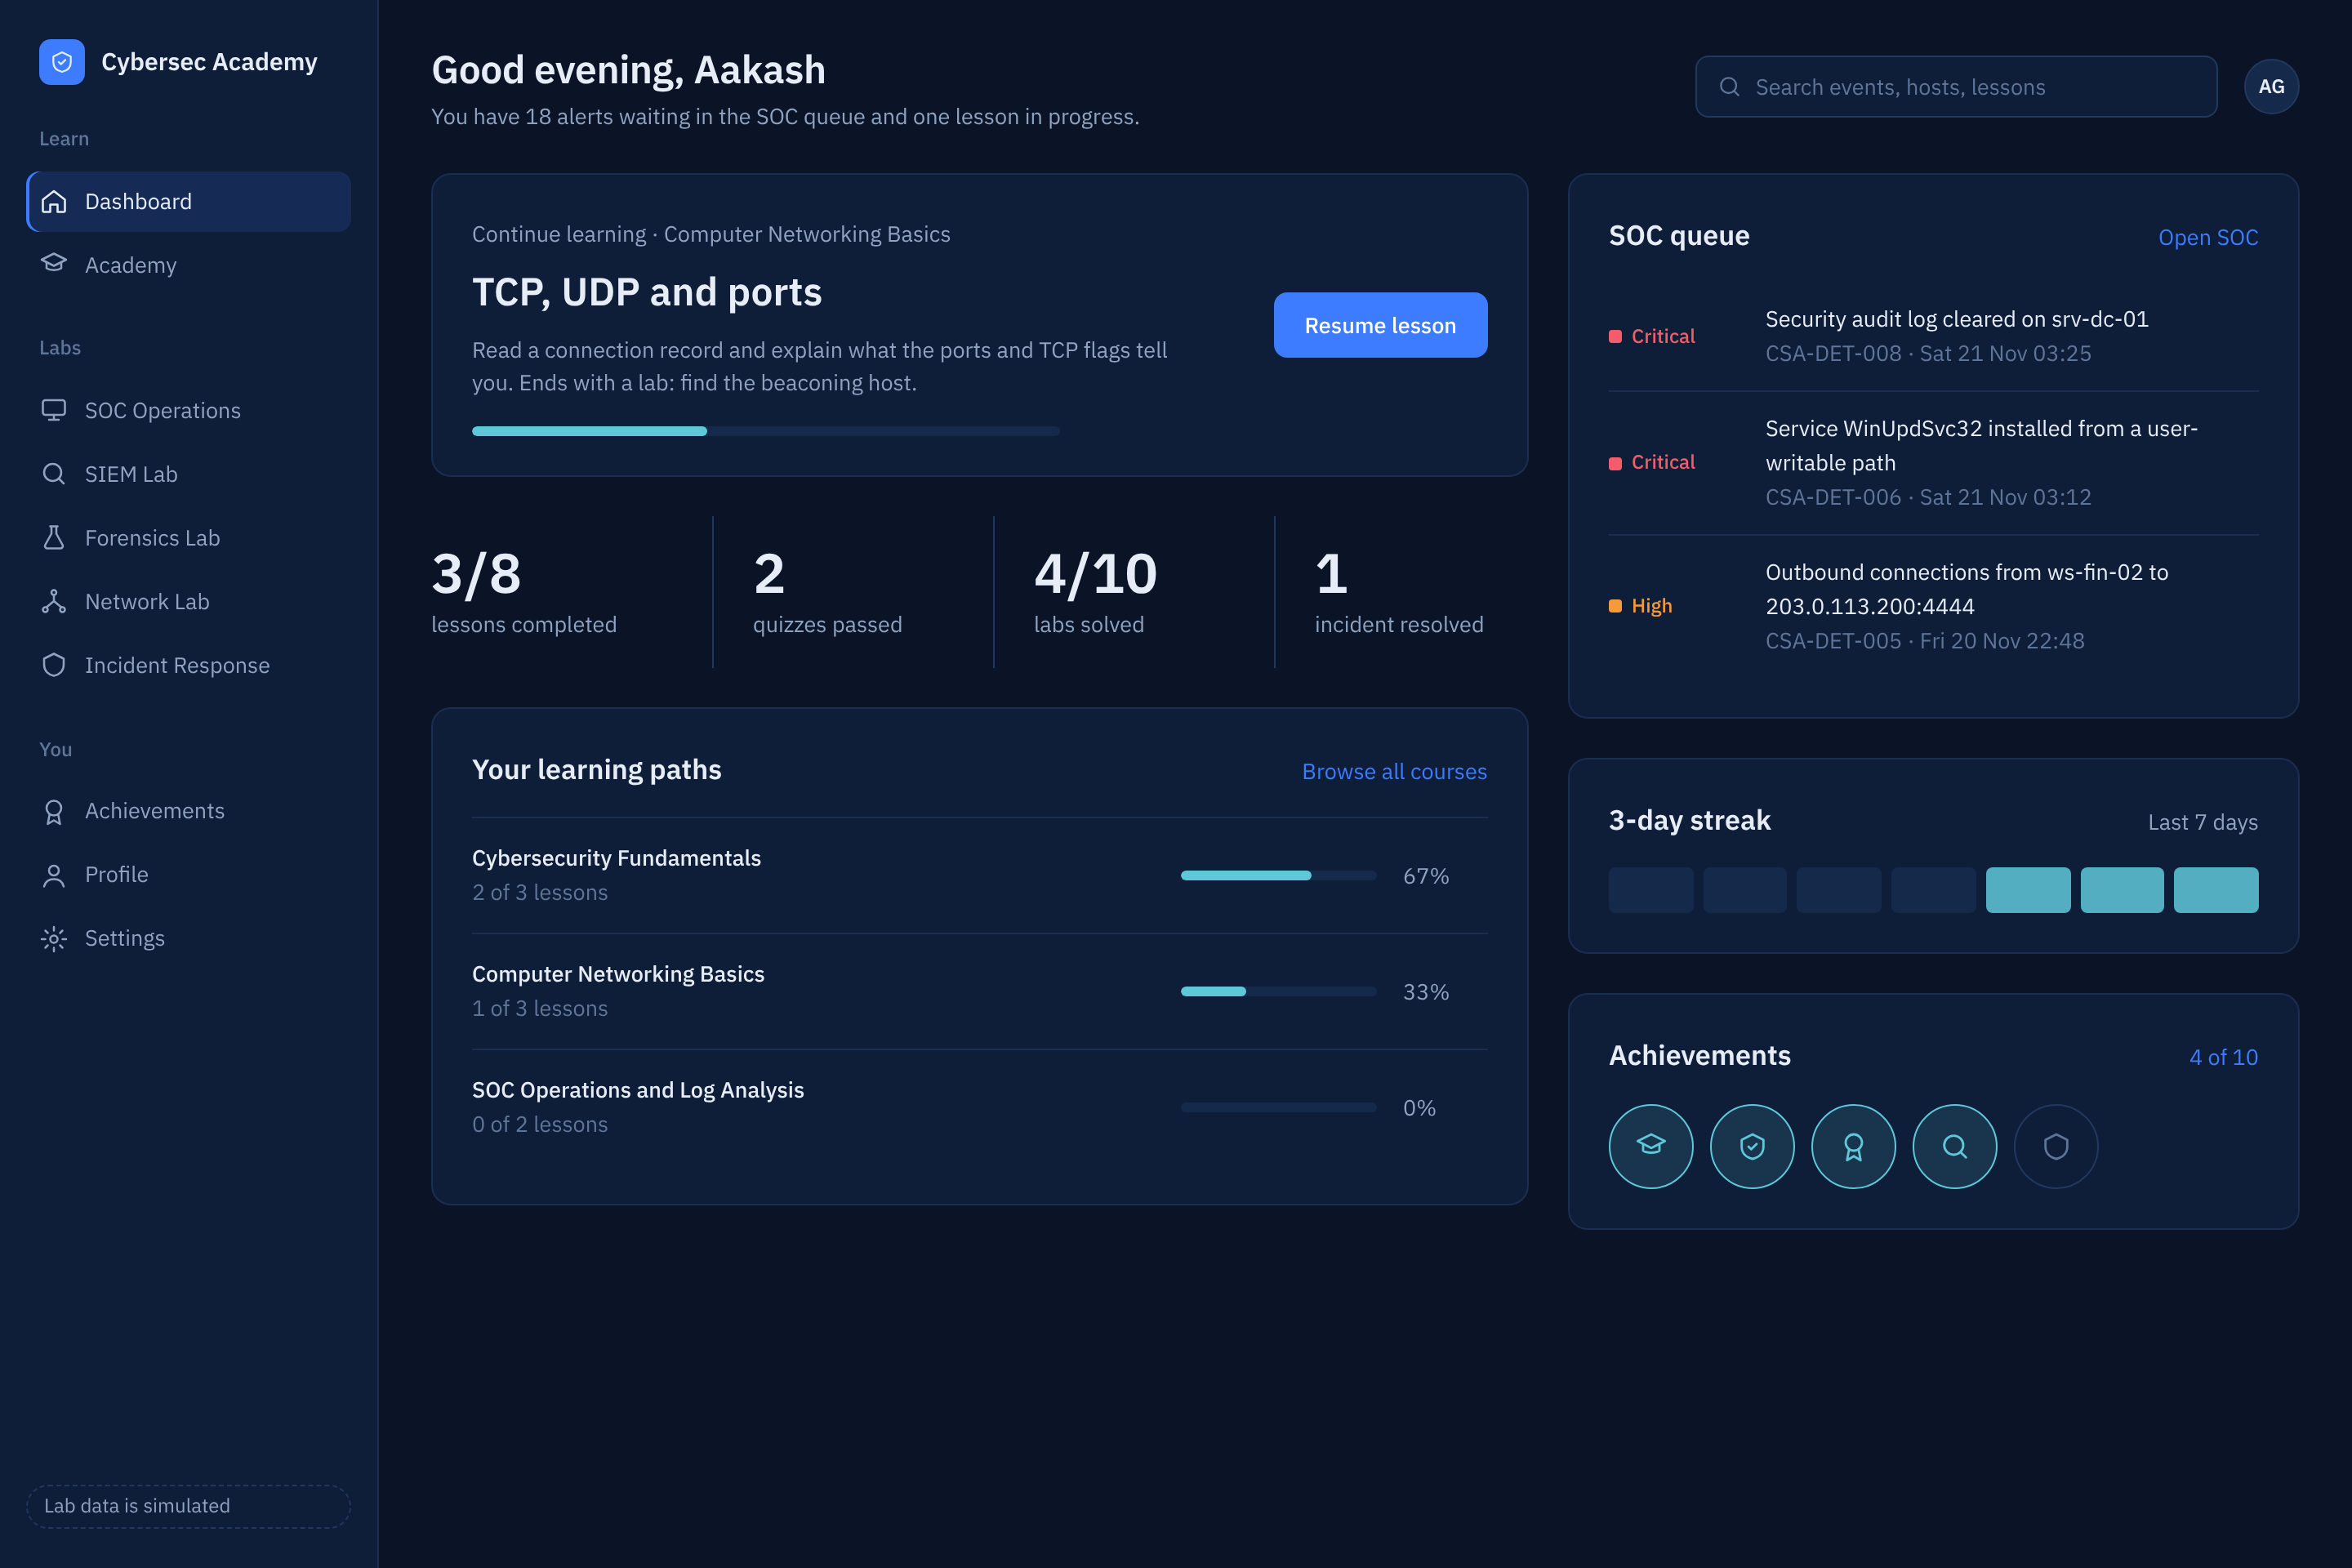 Cybersec Academy
Learn
Dashboard
Academy
Labs
SOC Operations
SIEM Lab
Forensics Lab
Network Lab
Incident Response
You
Achievements
Profile
Settings
Lab data is simulated
Good evening, Aakash
You have 18 alerts waiting in the SOC queue and one lesson in progress.
Search events, hosts, lessons
AG
Continue learning · Computer Networking Basics
TCP, UDP and ports
Read a connection record and explain what the ports and TCP flags tell
you. Ends with a lab: find the beaconing host.
Resume lesson
3/8
lessons completed
2
quizzes passed
4/10
labs solved
1
incident resolved
Your learning paths
Browse all courses
Cybersecurity Fundamentals
2 of 3 lessons
67%
Computer Networking Basics
1 of 3 lessons
33%
SOC Operations and Log Analysis
0 of 2 lessons
0%
SOC queue
Open SOC
Critical
Security audit log cleared on srv-dc-01
CSA-DET-008 · Sat 21 Nov 03:25
Critical
Service WinUpdSvc32 installed from a user-
writable path
CSA-DET-006 · Sat 21 Nov 03:12
High
Outbound connections from ws-fin-02 to
203.0.113.200:4444
CSA-DET-005 · Fri 20 Nov 22:48
3-day streak
Last 7 days
Achievements
4 of 10